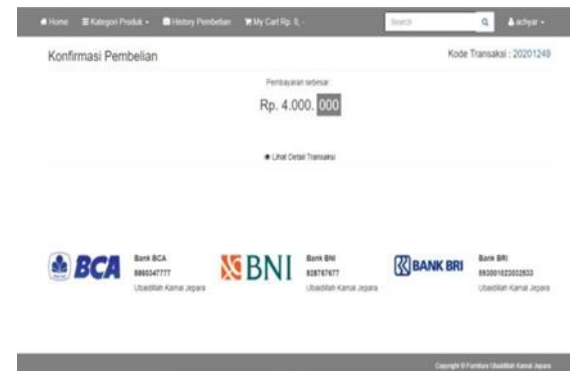 Home Kategori Produk History Pembelian My Cart Rp. 0, - Search achyar
Konfirmasi Pembelian
Kode Transaksi : 20201249
Pembayaran sebesar :
Rp. 4.000. 000
Lihat Detail Transaksi
BCA
Bank BCA
8860347777
Ubaidillah Kamal Jepara
BNI
Bank BNI
828767677
Ubaidillah Kamal Jepara
BANK BRI
Bank BRI
Ubaidillah Kamal Jepara
Copyright © Furniture Ubaidillah Kamal Jepara